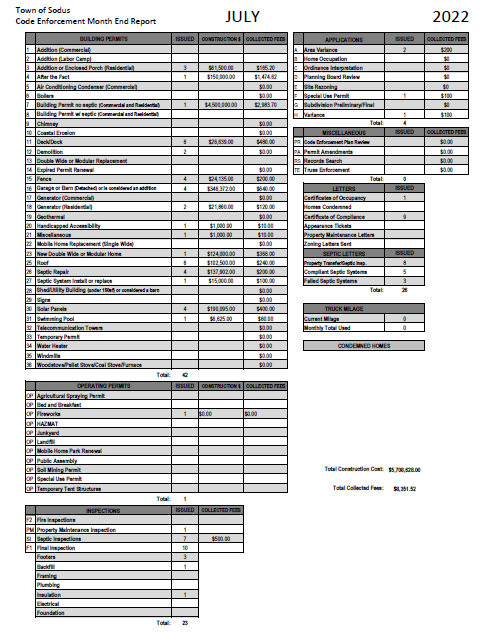 Town of Sodus
Code Enforcement Month End Report
JULY
2022
BUILDING PERMITS ISSUED CONSTRUCTION $ COLLECTED FEES
1 Addition (Commercial)
2 Addition (Labor Camp) $0.00
3 Addition or Enclosed Porch (Residential) 3 $81,500.00 $165.20
4 After the Fact 1 $150,000.00 $1,474.62
5 Air Conditioning Condenser (Commercial) $0.00
6 Boilers $0.00
7 Building Permit no septic (Commercial and Residential) 1 $4,500,000.00 $2,983.70
8 Building Permit w/ septic (Commercial and Residential)
9 Chimney $0.00
10 Coastal Erosion $0.00
11 Deck/Dock 6 $26,639.00 $480.00
12 Demolition 2 $0.00
13 Double Wide or Modular Replacement
14 Expired Permit Renewal $0.00
15 Fence 4 $24,135.00 $200.00
16 Garage or Barn (Detached) or is considered an addition 4 $346,372.00 $640.00
17 Generator (Commercial) $0.00
18 Generator (Residential) 2 $21,860.00 $120.00
19 Geothermal $0.00
20 Handicapped Accessibility 1 $1,000.00 $10.00
21 Miscellaneous 1 $1,000.00 $10.00
22 Mobile Home Replacement (Single Wide) $0.00
23 New Double Wide or Modular Home 1 $124,000.00 $368.00
25 Roof 6 $102,500.00 $240.00
26 Septic Repair 4 $137,902.00 $200.00
27 Septic System Install or replace 1 $15,000.00 $100.00
28 Shed/Utility Building (under 150sf) or considered a barn $0.00
29 Signs $0.00
30 Solar Panels 4 $190,095.00 $400.00
31 Swimming Pool 1 $8,625.00 $60.00
32 Telecommunication Towers $0.00
33 Temporary Permit $0.00
34 Water Heater $0.00
35 Windmills $0.00
36 Woodstove/Pellet Stove/Coal Stove/Furnace $0.00
Total: 42
OPERATING PERMITS ISSUED CONSTRUCTION $ COLLECTED FEES
OP Agricultural Spraying Permit
OP Bed and Breakfast
OP Fireworks 1 $0.00 $0.00
OP HAZMAT
OP Junkyard
OP Landfill
OP Mobile Home Park Renewal
OP Public Assembly
OP Soil Mining Permit
OP Special Use Permit
OP Temporary Tent Structures
Total: 1
INSPECTIONS ISSUED COLLECTED FEES
F2 Fire Inspections
PM Property Maintenance Inspection 1
SI Septic Inspections 7 $500.00
F1 Final Inspection 10
Footers 3
Backfill 1
Framing
Plumbing
Insulation 1
Electrical
Foundation
Total: 23
APPLICATIONS ISSUED COLLECTED FEES
A Area Variance 2 $200
B Home Occupation $0
C Ordinance Interpretation $0
D Planning Board Review $0
E Site Rezoning $0
F Special Use Permit 1 $100
G Subdivision Preliminary/Final $0
H Variance 1 $100
Total: 4
MISCELLANEOUS ISSUED COLLECTED FEES
PR Code Enforcement Plan Review $0.00
PA Permit Amendments $0.00
RS Records Search $0.00
TE Truss Enforcement $0.00
Total: 0
LETTERS ISSUED
Certificates of Occupancy 1
Homes Condemned
Certificate of Compliance 9
Appearance Tickets
Property Maintenance Letters
Zoning Letters Sent
SEPTIC LETTERS ISSUED
Property Transfer/Septic Insp. 8
Compliant Septic Systems 5
Failed Septic Systems 3
Total: 26
TRUCK MILAGE
Current Milage 0
Monthly Total Used 0
CONDEMNED HOMES
Total Construction Cost: $5,708,628.00
Total Collected Fees: $8,351.52